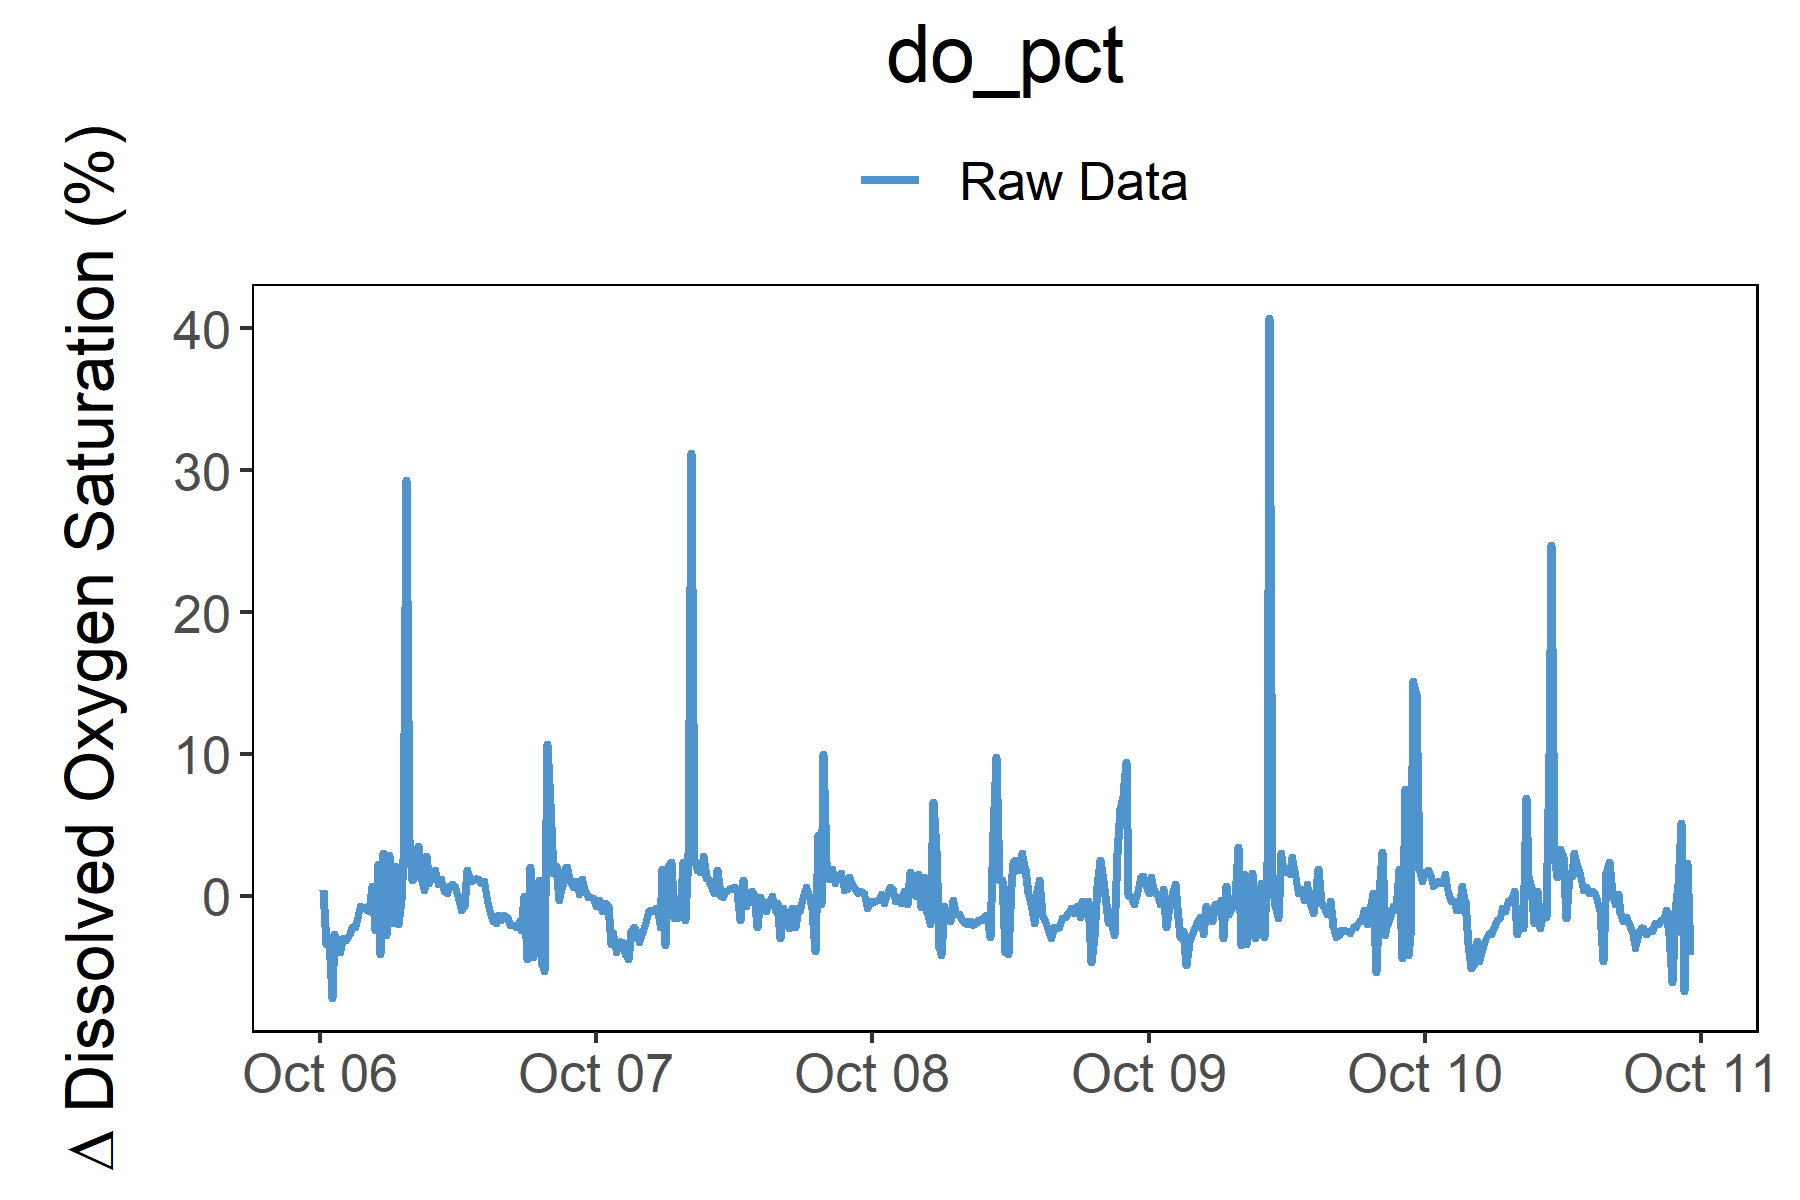 do_pct
Raw Data
Δ Dissolved Oxygen Saturation (%)
40
30
20
10
0
Oct 06 Oct 07 Oct 08 Oct 09 Oct 10 Oct 11